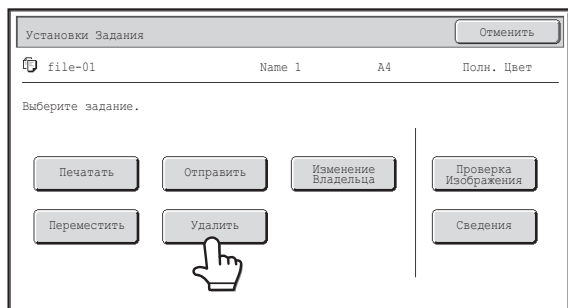 Установки Задания Отменить
file-01 Name 1 A4 Полн. Цвет
Выберите задание.
Печатать Отправить Изменение Владельца Проверка Изображения
Переместить Удалить Сведения